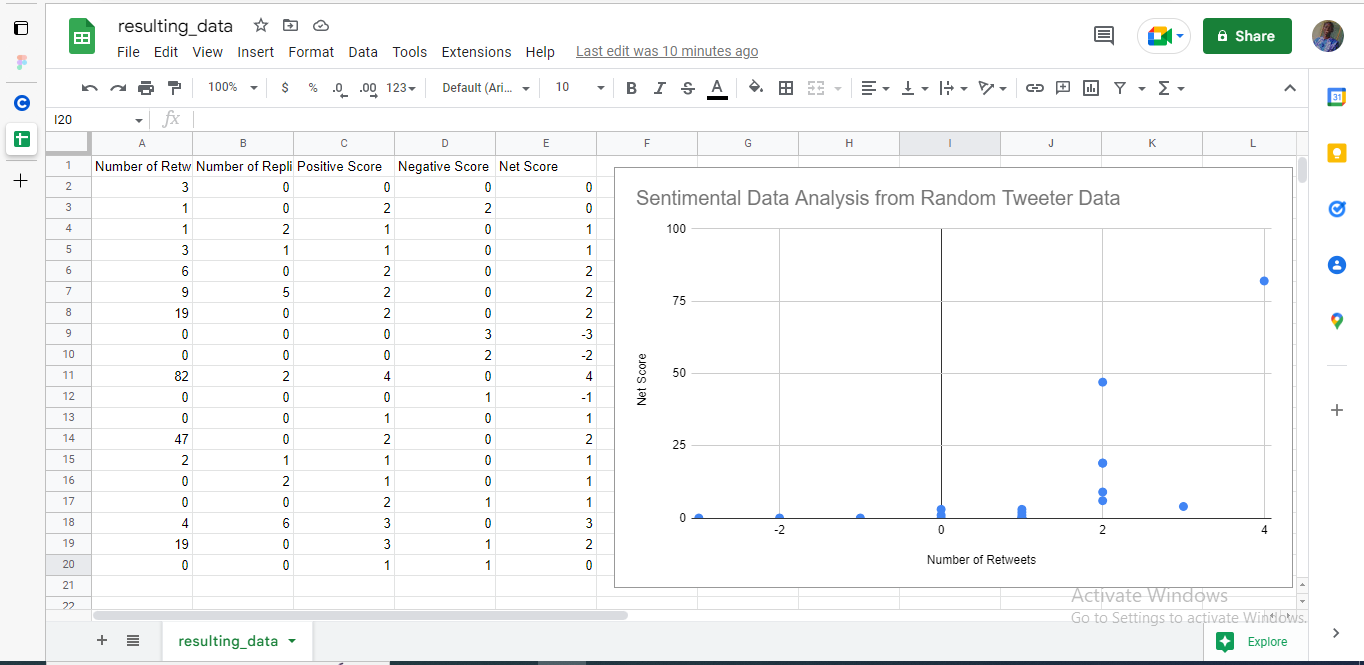 resulting_data
File Edit View Insert Format Data Tools Extensions Help Last edit was 10 minutes ago
Share
100% $ % .0 .00 123 Default (Ari... 10 B I S A
31
I20 fx
A B C D E F G H I J K L
1 Number of Retw Number of Repli Positive Score Negative Score Net Score
2 3 0 0 0 0
3 1 0 2 2 0
4 1 2 1 0 1
5 3 1 1 0 1
6 6 0 2 0 2
7 9 5 2 0 2
8 19 0 2 0 2
9 0 0 0 3 -3
10 0 0 0 2 -2
11 82 2 4 0 4
12 0 0 0 1 -1
13 0 0 1 0 1
14 47 0 2 0 2
15 2 1 1 0 1
16 0 2 1 0 1
17 0 0 2 1 1
18 4 6 3 0 3
19 19 0 3 1 2
20 0 0 1 1 0
21
22
Sentimental Data Analysis from Random Tweeter Data
100
75
50
25
0
Net Score
-2 0 2 4
Number of Retweets
Activate Windows
Go to Settings to activate Windows.
resulting_data
Explore